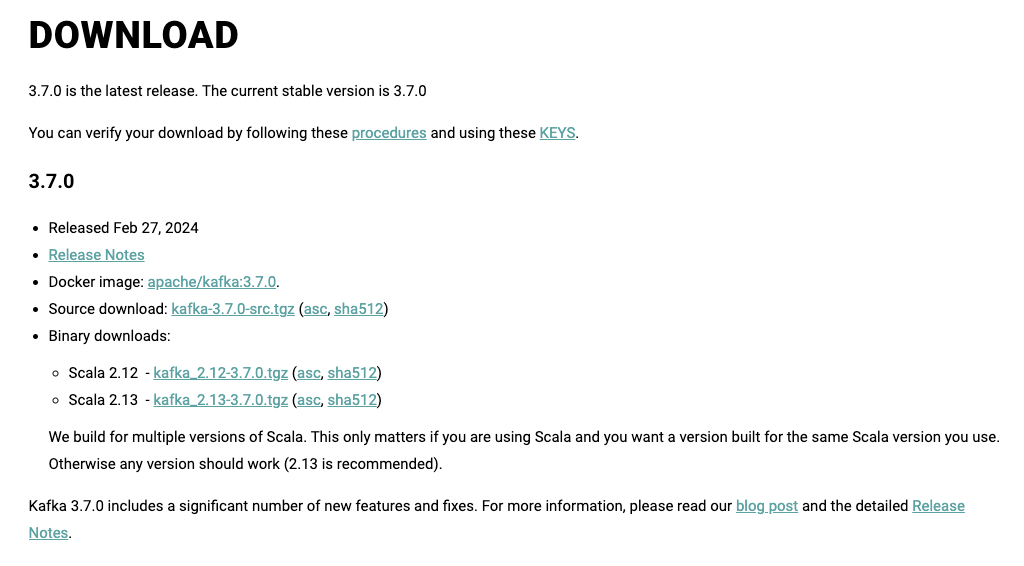 DOWNLOAD
3.7.0 is the latest release. The current stable version is 3.7.0
You can verify your download by following these procedures and using these KEYS.
3.7.0
• Released Feb 27, 2024
• Release Notes
• Docker image: apache/kafka:3.7.0.
• Source download: kafka-3.7.0-src.tgz (asc, sha512)
• Binary downloads:
◦ Scala 2.12 - kafka_2.12-3.7.0.tgz (asc, sha512)
◦ Scala 2.13 - kafka_2.13-3.7.0.tgz (asc, sha512)
We build for multiple versions of Scala. This only matters if you are using Scala and you want a version built for the same Scala version you use.
Otherwise any version should work (2.13 is recommended).
Kafka 3.7.0 includes a significant number of new features and fixes. For more information, please read our blog post and the detailed Release
Notes.